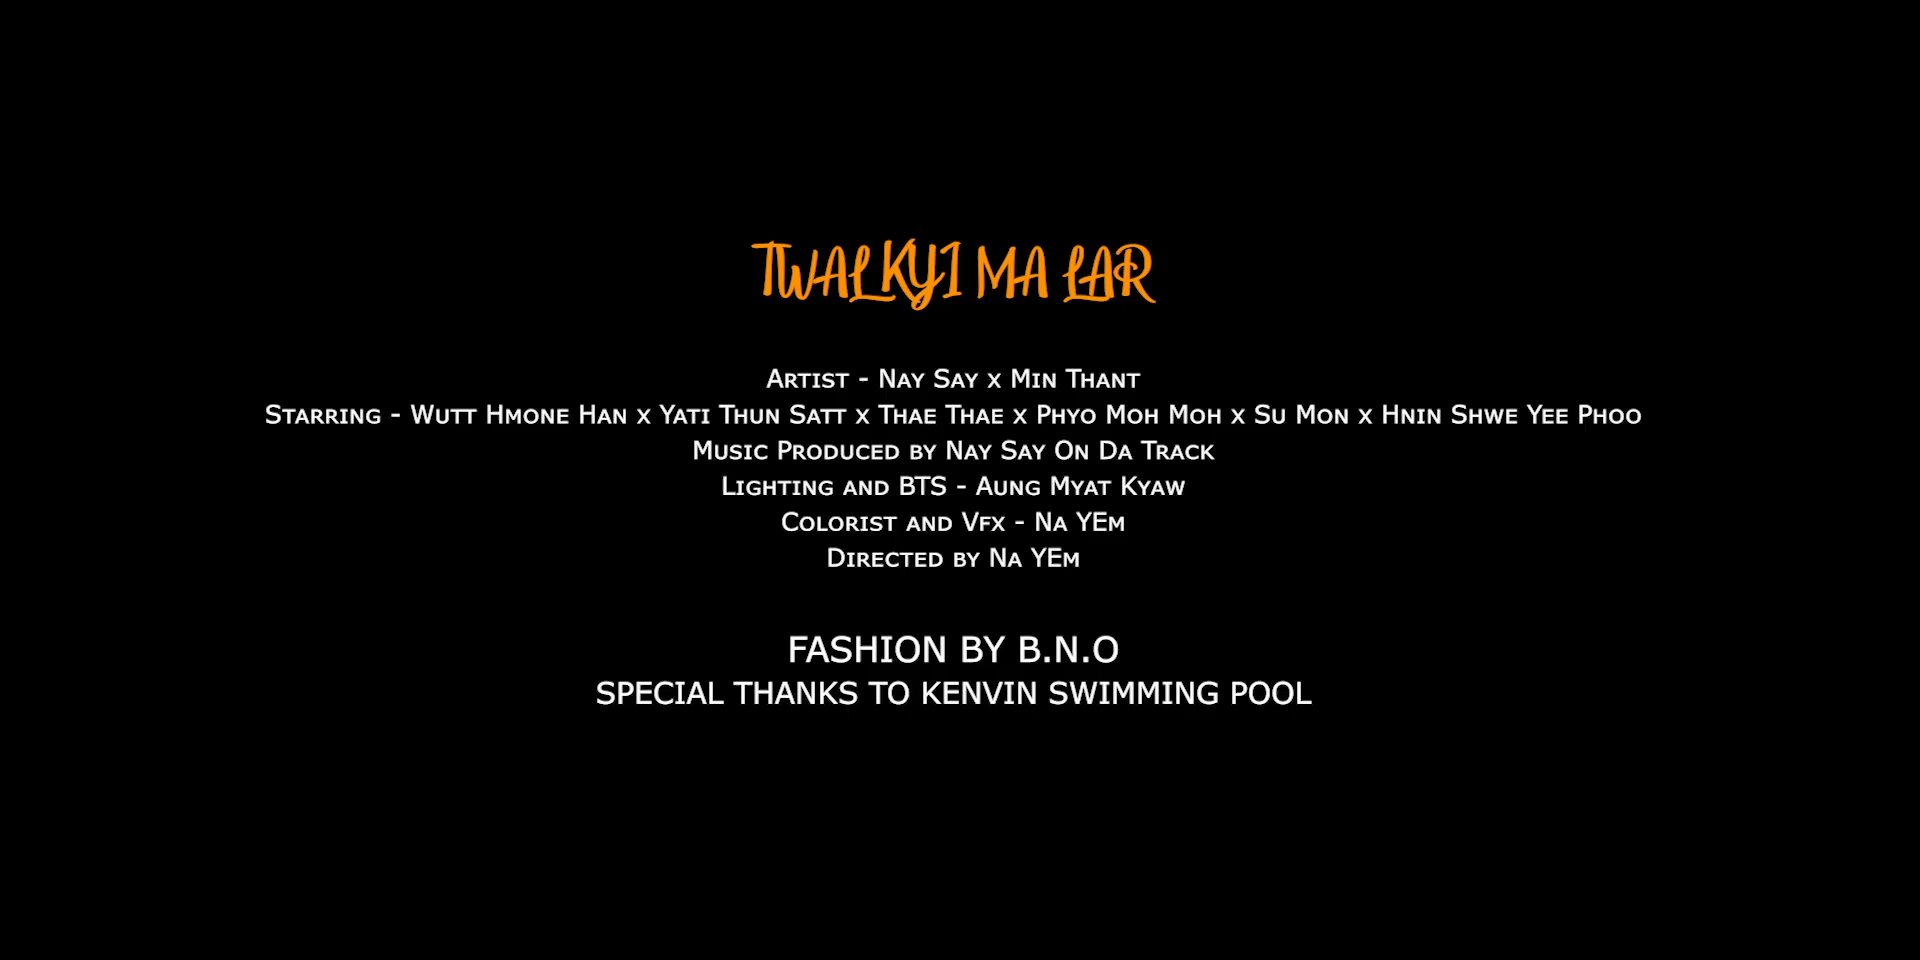 TWALKYI MA LAR
Artist - Nay Say x Min Thant
Starring - Wutt Hmone Han x Yati Thun Satt x Thae Thae x Phyo Moh Moh x Su Mon x Hnin Shwe Yee Phoo
Music Produced by Nay Say On Da Track
Lighting and BTS - Aung Myat Kyaw
Colorist and Vfx - Na YEm
Directed by Na YEm
FASHION BY B.N.O
SPECIAL THANKS TO KENVIN SWIMMING POOL